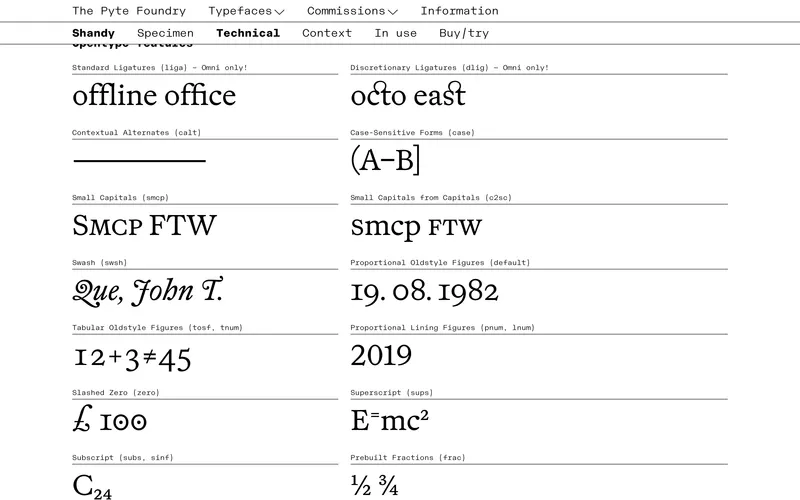 The Pyte Foundry Typefaces Commissions Information
Shandy Specimen Technical Context In use Buy/try
Opentype features
Standard Ligatures (liga) – Omni only! Discretionary Ligatures (dlig) – Omni only!
offline office octo east
Contextual Alternates (calt) Case-Sensitive Forms (case)
(A–B]
Small Capitals (smcp) Small Capitals from Capitals (c2sc)
Smcp FTW smcp FTW
Swash (swsh) Proportional Oldstyle Figures (default)
Que, John T. 19. 08. 1982
Tabular Oldstyle Figures (tosf, tnum) Proportional Lining Figures (pnum, lnum)
12+3≠45 2019
Slashed Zero (zero) Superscript (sups)
£ 100 E⁼mc²
Subscript (subs, sinf) Prebuilt Fractions (frac)
C₂₄ ½ ¾